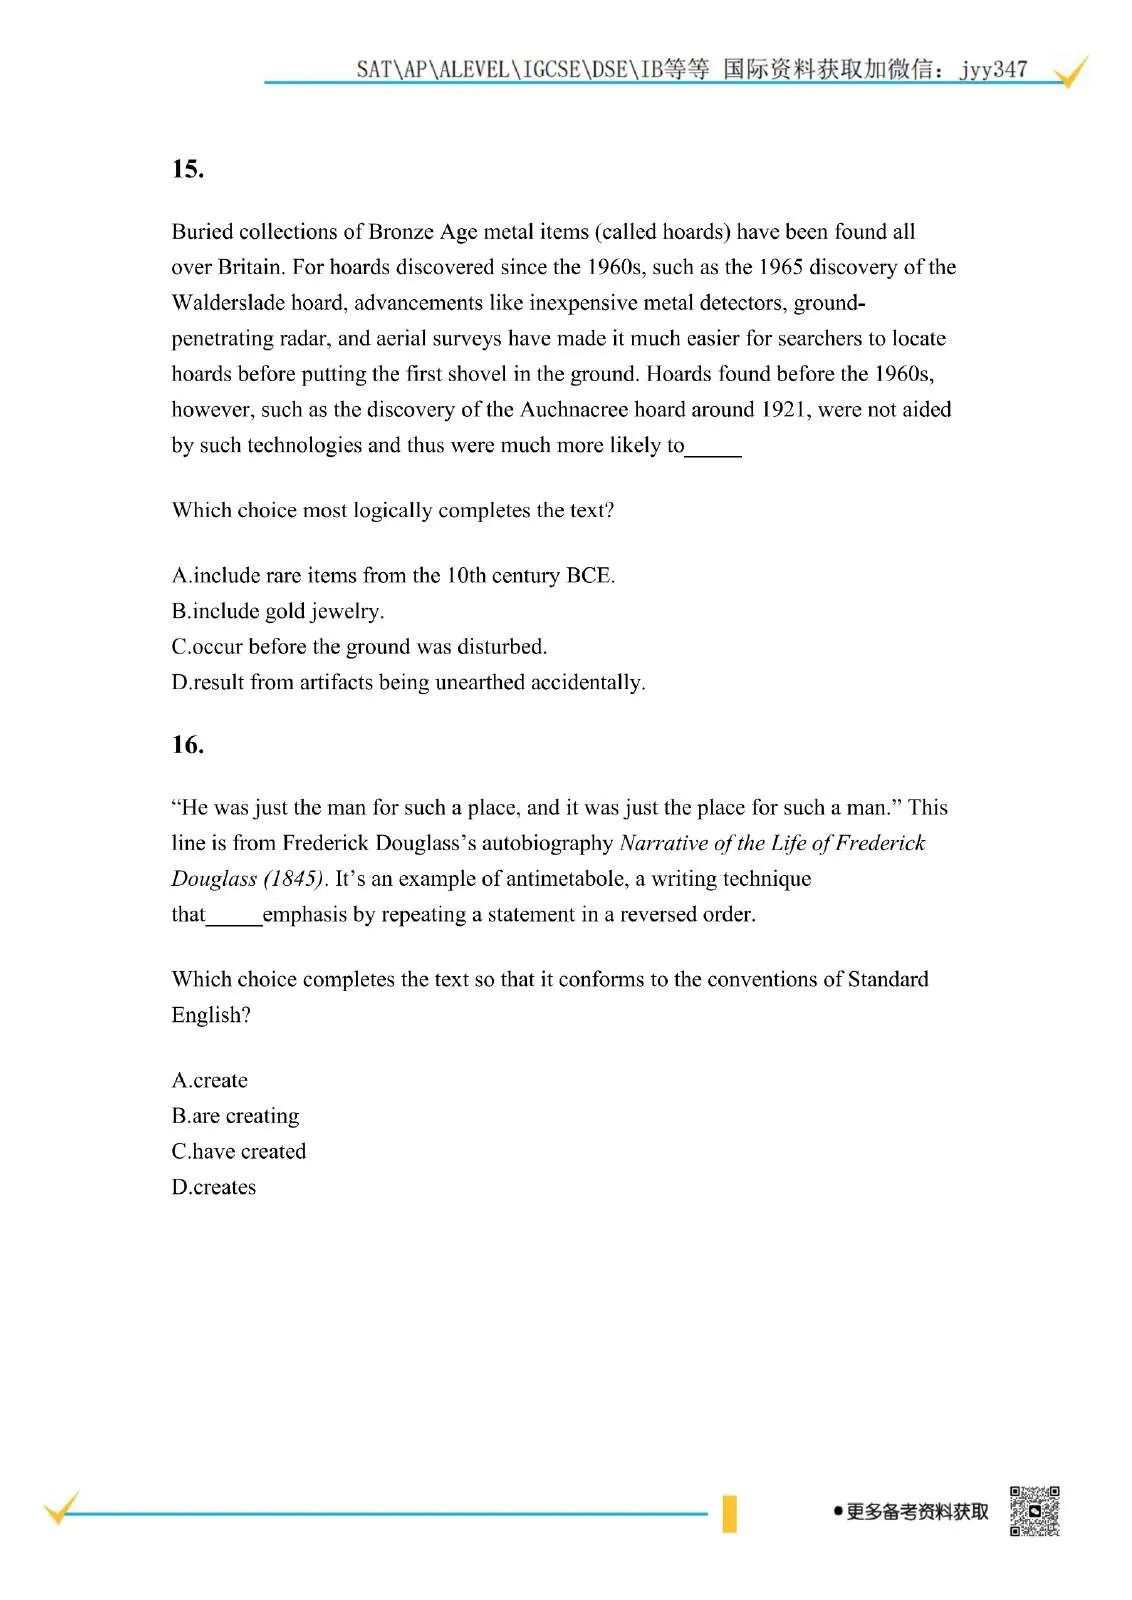 SAT\AP\ALEVEL\IGCSE\DSE\IB等等 国际资料获取加微信：jyy347
15.
Buried collections of Bronze Age metal items (called hoards) have been found all
over Britain. For hoards discovered since the 1960s, such as the 1965 discovery of the
Walderslade hoard, advancements like inexpensive metal detectors, ground-
penetrating radar, and aerial surveys have made it much easier for searchers to locate
hoards before putting the first shovel in the ground. Hoards found before the 1960s,
however, such as the discovery of the Auchnacree hoard around 1921, were not aided
by such technologies and thus were much more likely to_____
Which choice most logically completes the text?
A.include rare items from the 10th century BCE.
B.include gold jewelry.
C.occur before the ground was disturbed.
D.result from artifacts being unearthed accidentally.
16.
“He was just the man for such a place, and it was just the place for such a man.” This
line is from Frederick Douglass’s autobiography Narrative of the Life of Frederick
Douglass (1845). It’s an example of antimetabole, a writing technique
that_____emphasis by repeating a statement in a reversed order.
Which choice completes the text so that it conforms to the conventions of Standard
English?
A.create
B.are creating
C.have created
D.creates
•更多备考资料获取